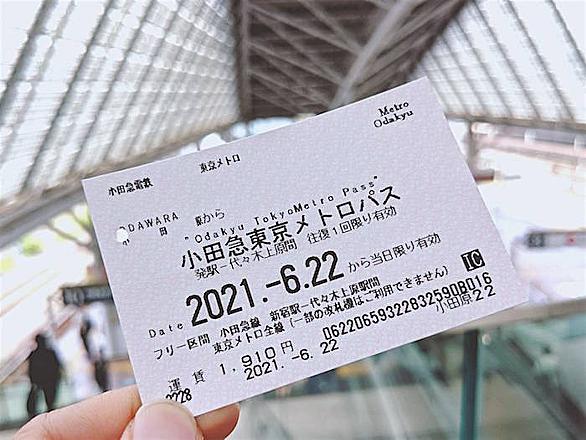 Metro
Odakyu
小田急電鉄 東京メトロ
ODAWARA
田 駅から
"Odakyu TokyoMetro Pass"
小田急東京メトロパス
発駅ー代々木上原間 往復1回限り有効
Date 2021.-6.22 から当日限り有効
フリー区間 小田急線 新宿駅ー代々木上原駅間
東京メトロ全線(一部の改札機はご利用できません) IC
運賃 1,910円 062206593228325908016
2021.-6.22 小田原22
2228